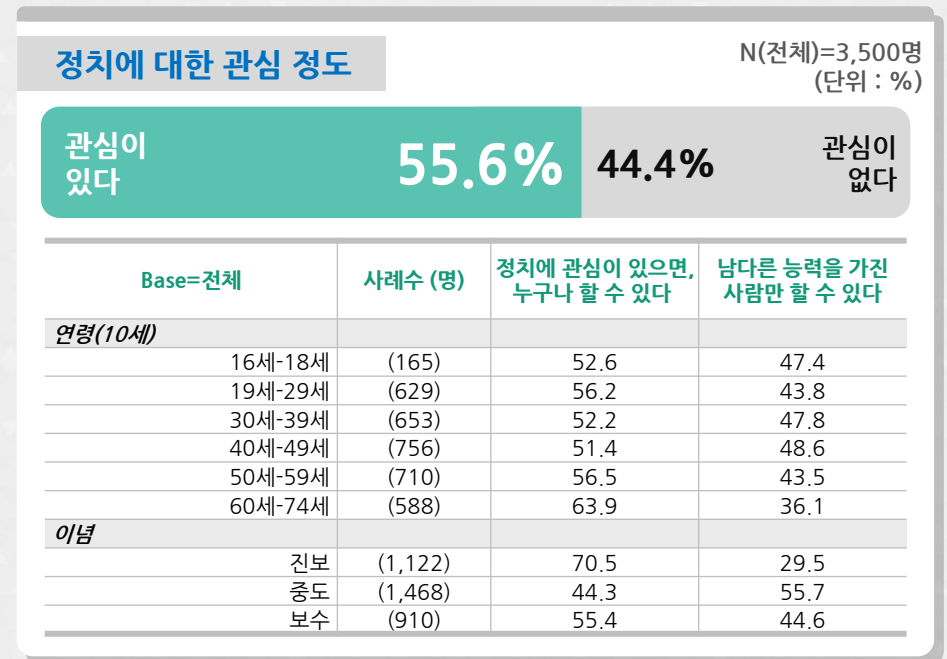 정치에 대한 관심 정도
N(전체)=3,500명
(단위 : %)
관심이
있다
55.6%
44.4%
관심이
없다
Base=전체 사례수 (명) 정치에 관심이 있으면, 누구나 할 수 있다 남다른 능력을 가진 사람만 할 수 있다
연령(10세)
16세-18세 (165) 52.6 47.4
19세-29세 (629) 56.2 43.8
30세-39세 (653) 52.2 47.8
40세-49세 (756) 51.4 48.6
50세-59세 (710) 56.5 43.5
60세-74세 (588) 63.9 36.1
이념
진보 (1,122) 70.5 29.5
중도 (1,468) 44.3 55.7
보수 (910) 55.4 44.6